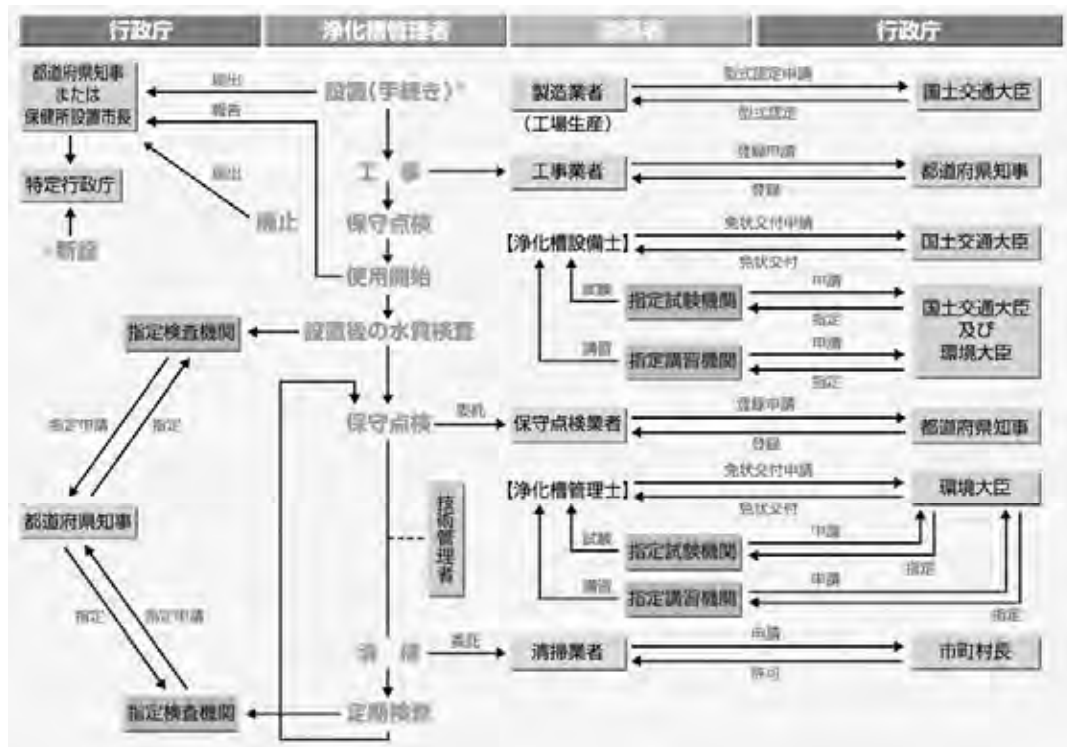 行政庁
浄化槽管理者
行政庁
都道府県知事
または
保健所設置市長
届出
報告
設置(手続き)*
製造業者
(工場生産)
型式認定申請
型式認定
国土交通大臣
特定行政庁
*新設
届出
廃止
工 事
工事業者
登録申請
登録
都道府県知事
保守点検
使用開始
【浄化槽設備士】
免状交付申請
免状交付
国土交通大臣
試験
指定試験機関
申請
指定
講習
指定講習機関
申請
指定
国土交通大臣
及び
環境大臣
指定検査機関
設置後の水質検査
指定申請
指定
保守点検
委託
保守点検業者
登録申請
登録
都道府県知事
都道府県知事
技術管理者
【浄化槽管理士】
免状交付申請
免状交付
環境大臣
試験
指定試験機関
申請
指定
講習
指定講習機関
申請
指定
指定
指定申請
清 掃
委託
清掃業者
申請
許可
市町村長
指定検査機関
定期検査